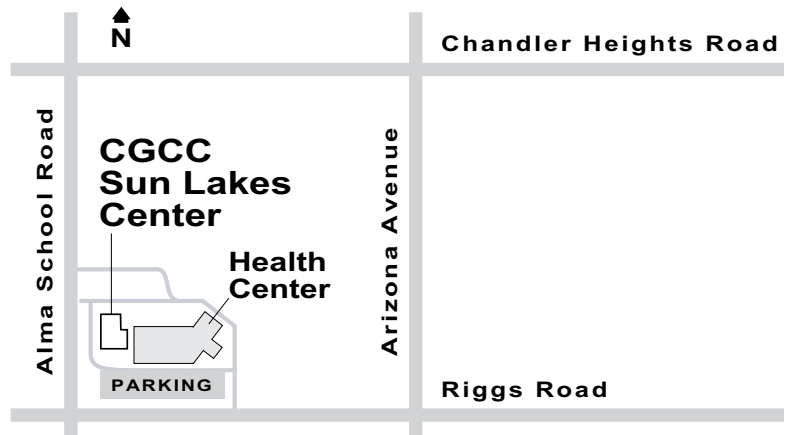 N
Chandler Heights Road
Alma School Road
CGCC
Sun Lakes
Center
Arizona Avenue
Health
Center
PARKING
Riggs Road